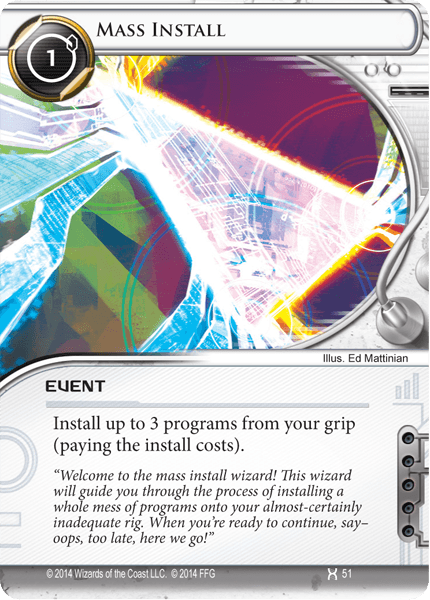 MASS INSTALL
1
Illus. Ed Mattinian
EVENT
Install up to 3 programs from your grip
(paying the install costs).
“Welcome to the mass install wizard! This wizard
will guide you through the process of installing a
whole mess of programs onto your almost-certainly
inadequate rig. When you’re ready to continue, say–
oops, too late, here we go!”
© 2014 Wizards of the Coast LLC. © 2014 FFG
51